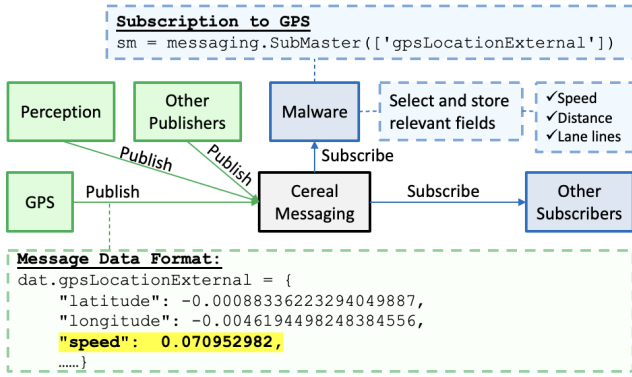 Subscription to GPS
sm = messaging.SubMaster(['gpsLocationExternal'])
Perception
Other
Publishers
Malware
Select and store
relevant fields
✓Speed
✓Distance
✓Lane lines
Publish
Publish
Subscribe
GPS
Publish
Cereal
Messaging
Subscribe
Other
Subscribers
Message Data Format:
dat.gpsLocationExternal = {
"latitude": -0.00088336223294049887,
"longitude": -0.0046194498248384556,
"speed": 0.070952982,
……}